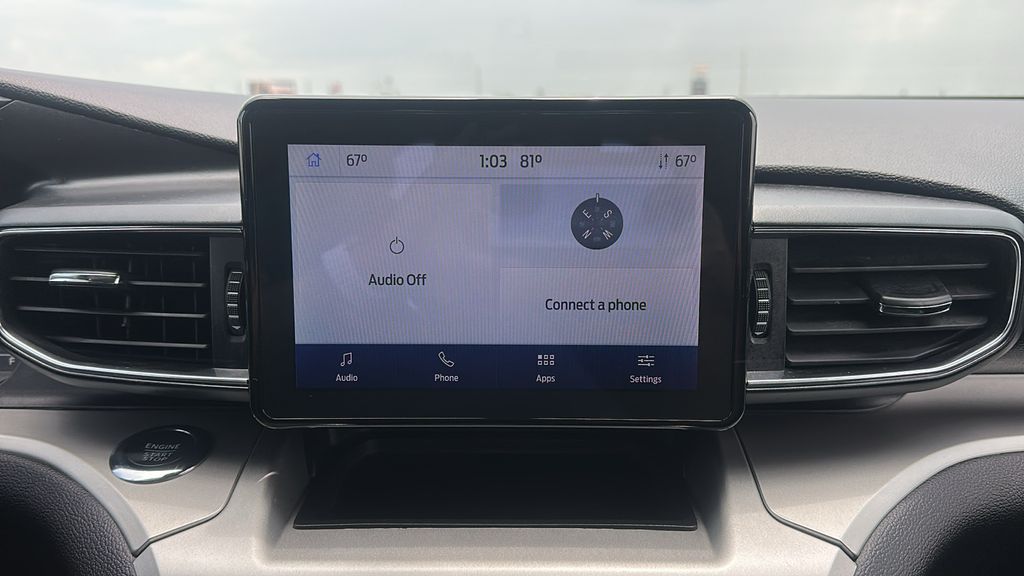 67° 1:03 81° 67°
E S
N W
Audio Off
Connect a phone
Audio Phone Apps Settings
ENGINE
START
STOP
F